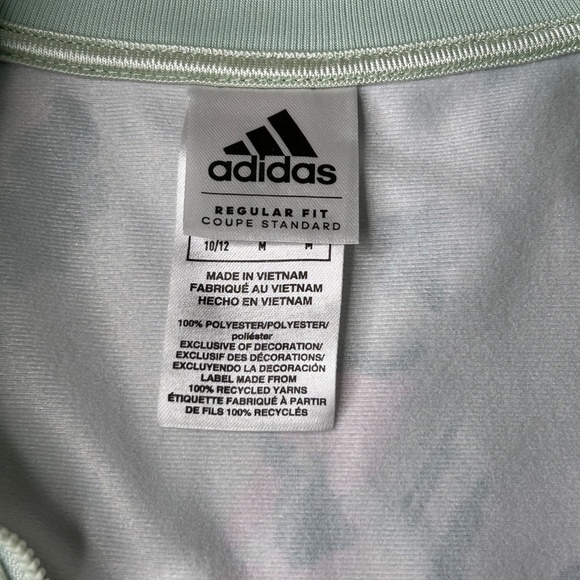 adidas
REGULAR FIT
COUPE STANDARD
10/12 M M
MADE IN VIETNAM
FABRIQUÉ AU VIETNAM
HECHO EN VIETNAM
100% POLYESTER/POLYESTER/
poliéster
EXCLUSIVE OF DECORATION/
EXCLUSIF DES DÉCORATIONS/
EXCLUYENDO LA DECORACIÓN
LABEL MADE FROM
100% RECYCLED YARNS
ÉTIQUETTE FABRIQUÉ À PARTIR
DE FILS 100% RECYCLÉS